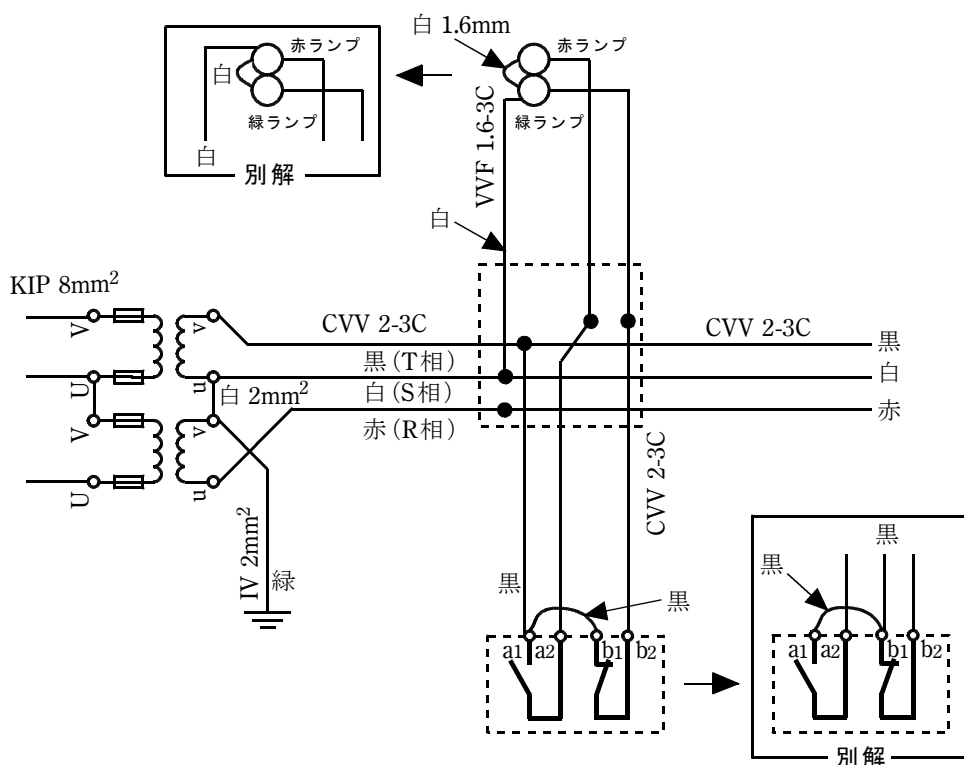 白 1.6mm
赤ランプ
白
緑ランプ
白
別解
赤ランプ
緑ランプ
VVF 1.6-3C
白
KIP 8mm²
V
v
CVV 2-3C
CVV 2-3C
黒
黒 (T相)
U
u
白 2mm²
白 (S相)
白
V
v
赤 (R相)
赤
U
u
CVV 2-3C
IV 2mm²
緑
黒
黒
a1
a2
b1
b2
黒
黒
a1
a2
b1
b2
別解